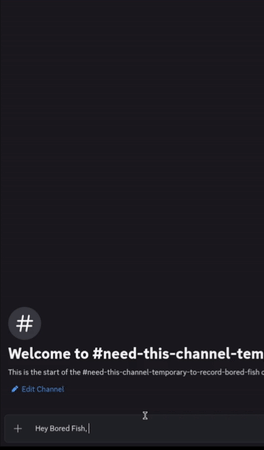 #
Welcome to #need-this-channel-tem
This is the start of the #need-this-channel-temporary-to-record-bored-fish c
Edit Channel
Hey Bored Fish,